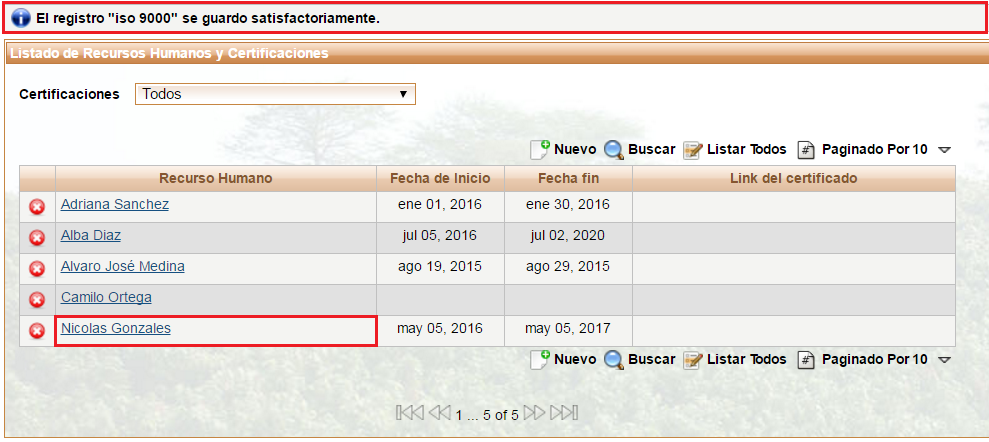 El registro "iso 9000" se guardo satisfactoriamente.
Listado de Recursos Humanos y Certificaciones
Certificaciones Todos
Nuevo Buscar Listar Todos # Paginado Por 10
Recurso Humano Fecha de Inicio Fecha fin Link del certificado
Adriana Sanchez ene 01, 2016 ene 30, 2016
Alba Diaz jul 05, 2016 jul 02, 2020
Alvaro José Medina ago 19, 2015 ago 29, 2015
Camilo Ortega
Nicolas Gonzales may 05, 2016 may 05, 2017
Nuevo Buscar Listar Todos # Paginado Por 10
1 ... 5 of 5